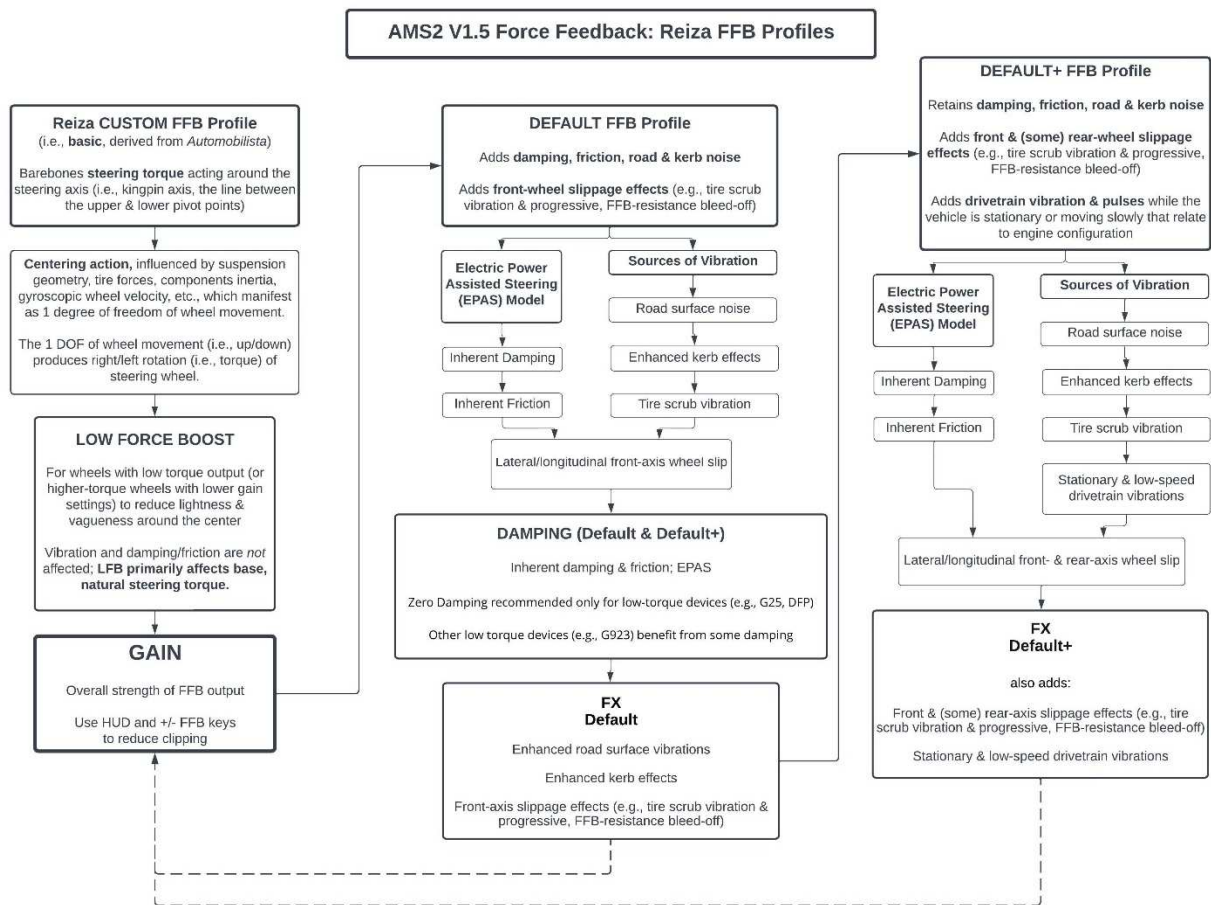 AMS2 V1.5 Force Feedback: Reiza FFB Profiles
Reiza CUSTOM FFB Profile
(i.e., basic, derived from Automobilista)
Barebones steering torque acting around the
steering axis (i.e., kingpin axis, the line between
the upper & lower pivot points)
Centering action, influenced by suspension
geometry, tire forces, components inertia,
gyroscopic wheel velocity, etc., which manifest
as 1 degree of freedom of wheel movement.
The 1 DOF of wheel movement (i.e., up/down)
produces right/left rotation (i.e., torque) of
steering wheel.
LOW FORCE BOOST
For wheels with low torque output (or
higher-torque wheels with lower gain
settings) to reduce lightness &
vagueness around the center
Vibration and damping/friction are not
affected; LFB primarily affects base,
natural steering torque.
GAIN
Overall strength of FFB output
Use HUD and +/- FFB keys
to reduce clipping
DEFAULT FFB Profile
Adds damping, friction, road & kerb noise
Adds front-wheel slippage effects (e.g., tire scrub
vibration & progressive, FFB-resistance bleed-off)
Electric Power
Assisted Steering
(EPAS) Model
Inherent Damping
Inherent Friction
Sources of Vibration
Road surface noise
Enhanced kerb effects
Tire scrub vibration
Lateral/longitudinal front-axis wheel slip
DAMPING (Default & Default+)
Inherent damping & friction; EPAS
Zero Damping recommended only for low-torque devices (e.g., G25, DFP)
Other low torque devices (e.g., G923) benefit from some damping
FX
Default
Enhanced road surface vibrations
Enhanced kerb effects
Front-axis slippage effects (e.g., tire scrub vibration &
progressive, FFB-resistance bleed-off)
DEFAULT+ FFB Profile
Retains damping, friction, road & kerb noise
Adds front & (some) rear-wheel slippage
effects (e.g., tire scrub vibration & progressive,
FFB-resistance bleed-off)
Adds drivetrain vibration & pulses while the
vehicle is stationary or moving slowly that relate
to engine configuration
Electric Power
Assisted Steering
(EPAS) Model
Inherent Damping
Inherent Friction
Sources of Vibration
Road surface noise
Enhanced kerb effects
Tire scrub vibration
Stationary & low-speed
drivetrain vibrations
Lateral/longitudinal front- & rear-axis wheel slip
FX
Default+
also adds:
Front & (some) rear-axis slippage effects (e.g., tire
scrub vibration & progressive, FFB-resistance bleed-off)
Stationary & low-speed drivetrain vibrations